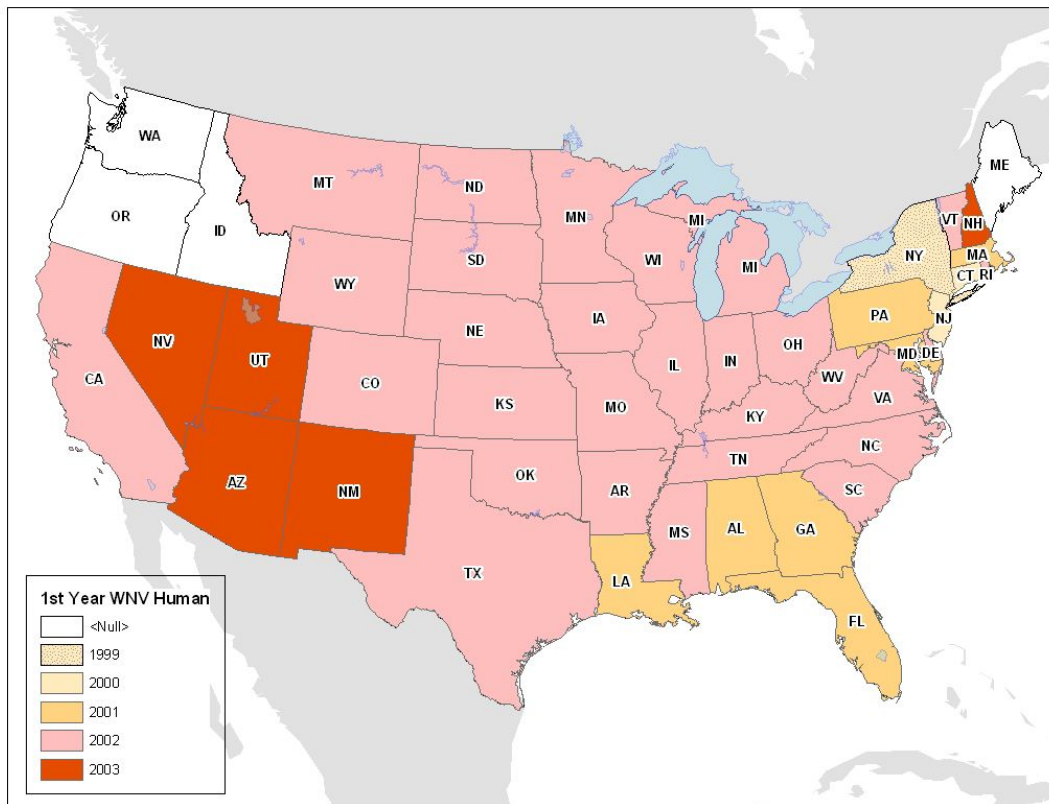 WA
ME
MT
ND
MN
VT
NH
OR
ID
MI
MA
SD
WI
NY
CT
RI
WY
MI
IA
PA
NJ
NE
OH
NV
UT
IL
IN
MD
DE
CA
CO
WV
KS
MO
VA
KY
NC
TN
OK
AZ
NM
AR
SC
MS
AL
GA
TX
LA
FL
1st Year WNV Human
<Null>
1999
2000
2001
2002
2003